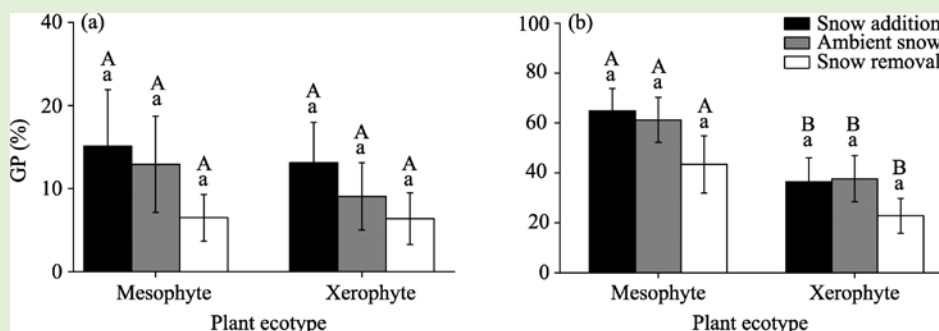 (a)
40
20
10
0
GP (%)
A A A A A A
a a a a a a
Mesophyte Xerophyte
Plant ecotype
(b)
100
80
60
40
20
0
Snow addition
Ambient snow
Snow removal
A A A B B B
a a a a a a
Mesophyte Xerophyte
Plant ecotype